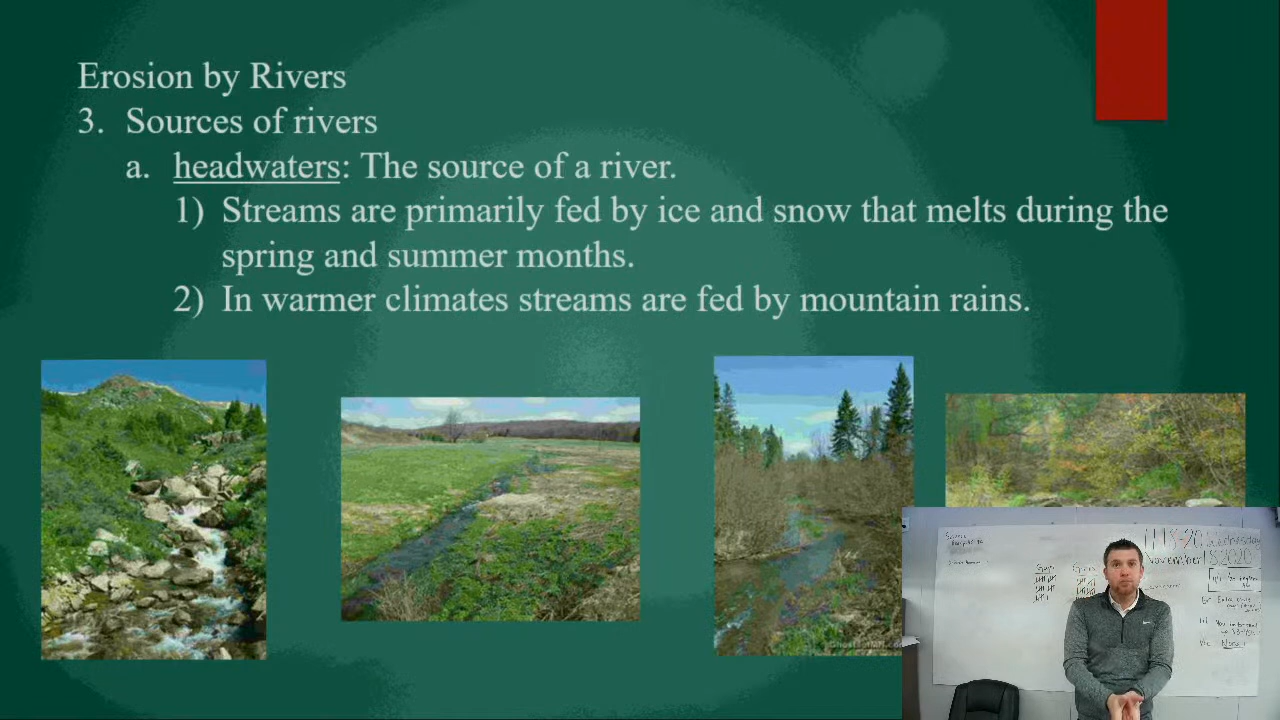 Erosion by Rivers
3. Sources of rivers
a. headwaters: The source of a river.
1) Streams are primarily fed by ice and snow that melts during the
spring and summer months.
2) In warmer climates streams are fed by mountain rains.
November
Guys